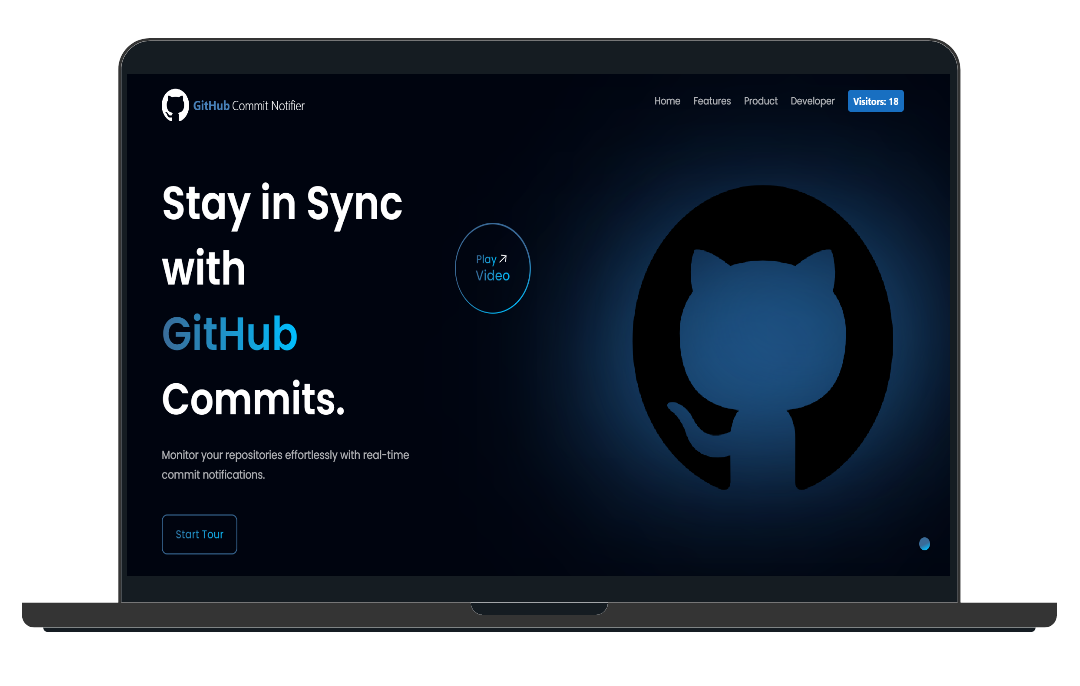 GitHub Commit Notifier
Home Features Product Developer Visitors: 18
Stay in Sync
with
GitHub
Commits.
Play
Video
Monitor your repositories effortlessly with real-time
commit notifications.
Start Tour